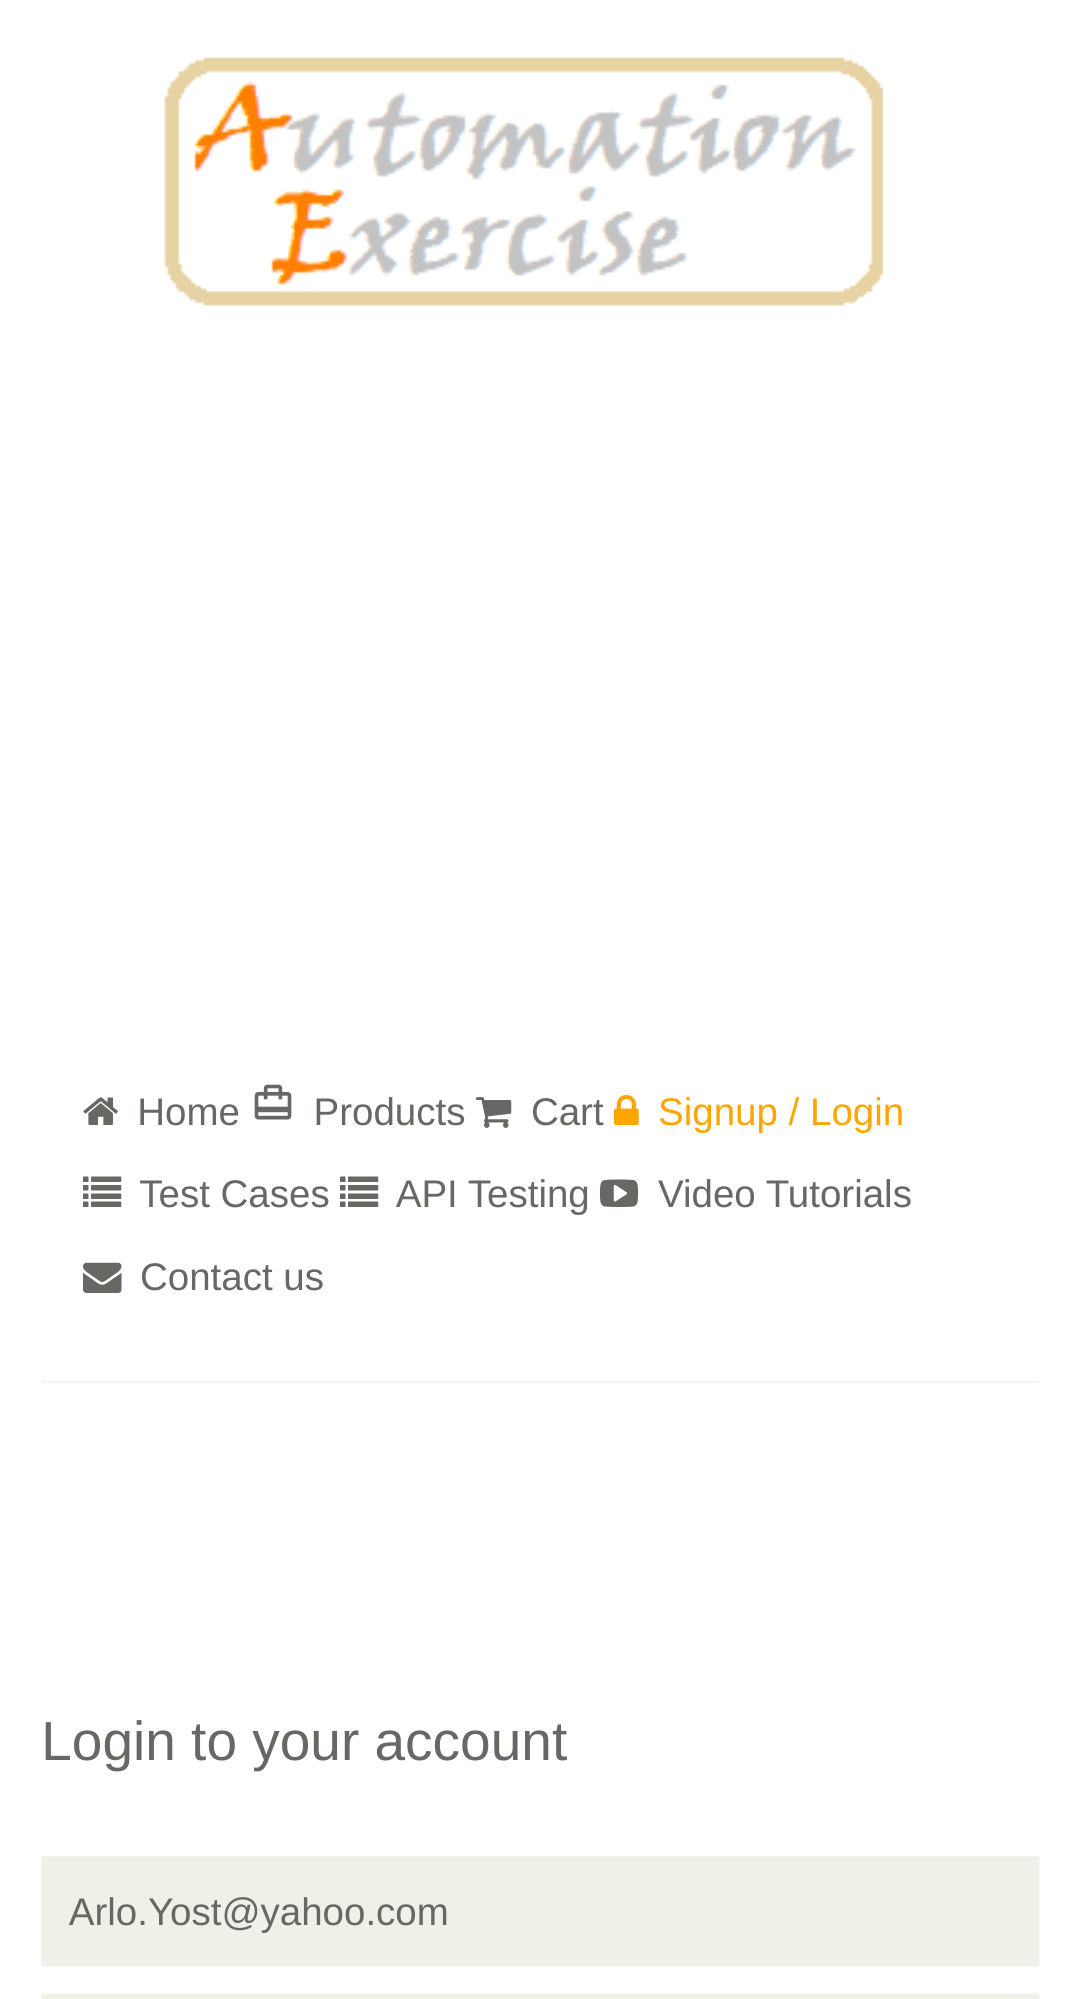 Automation
Exercise
Home Products Cart Signup / Login
Test Cases API Testing Video Tutorials
Contact us
Login to your account
Arlo.Yost@yahoo.com